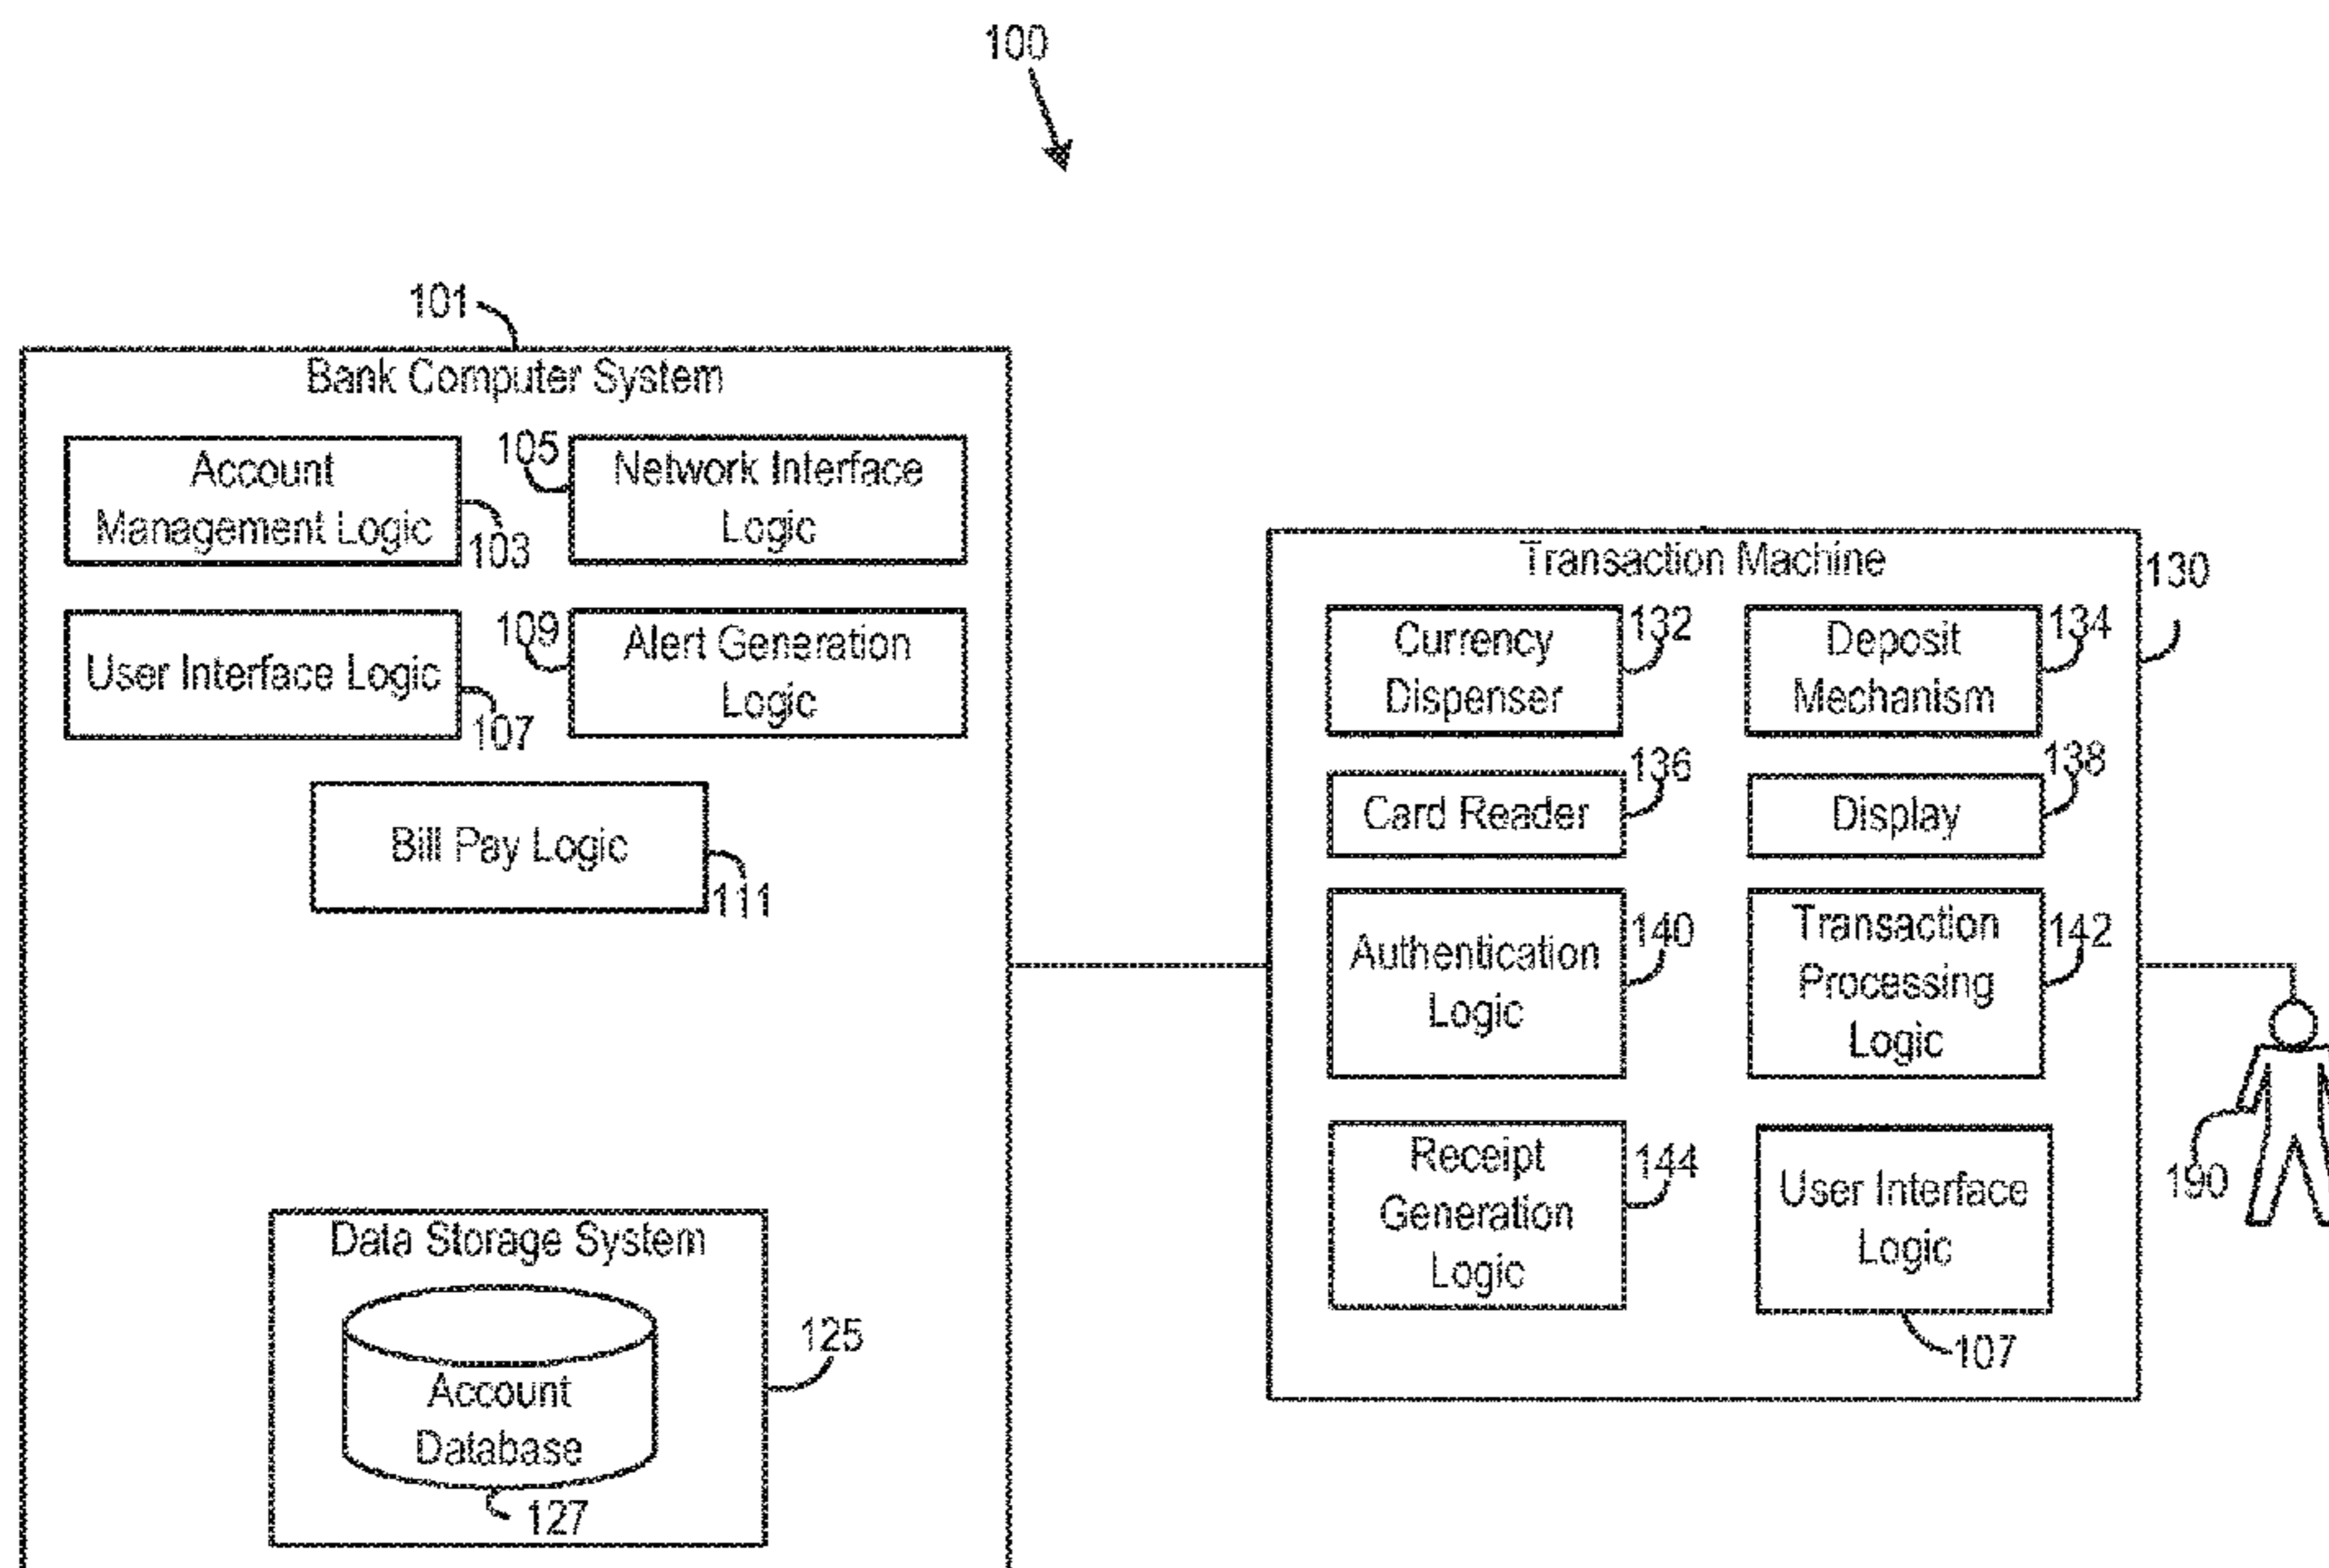 100
101
Bank Computer System
Account
Management Logic
103
105
Network Interface
Logic
User Interface Logic
107
109
Alert Generation
Logic
Bill Pay Logic
111
Data Storage System
125
Account
Database
127
Transaction Machine
130
Currency
Dispenser
132
Deposit
Mechanism
134
Card Reader
136
Display
138
Authentication
Logic
140
Transaction
Processing
Logic
142
Receipt
Generation
Logic
144
User Interface
Logic
107
190